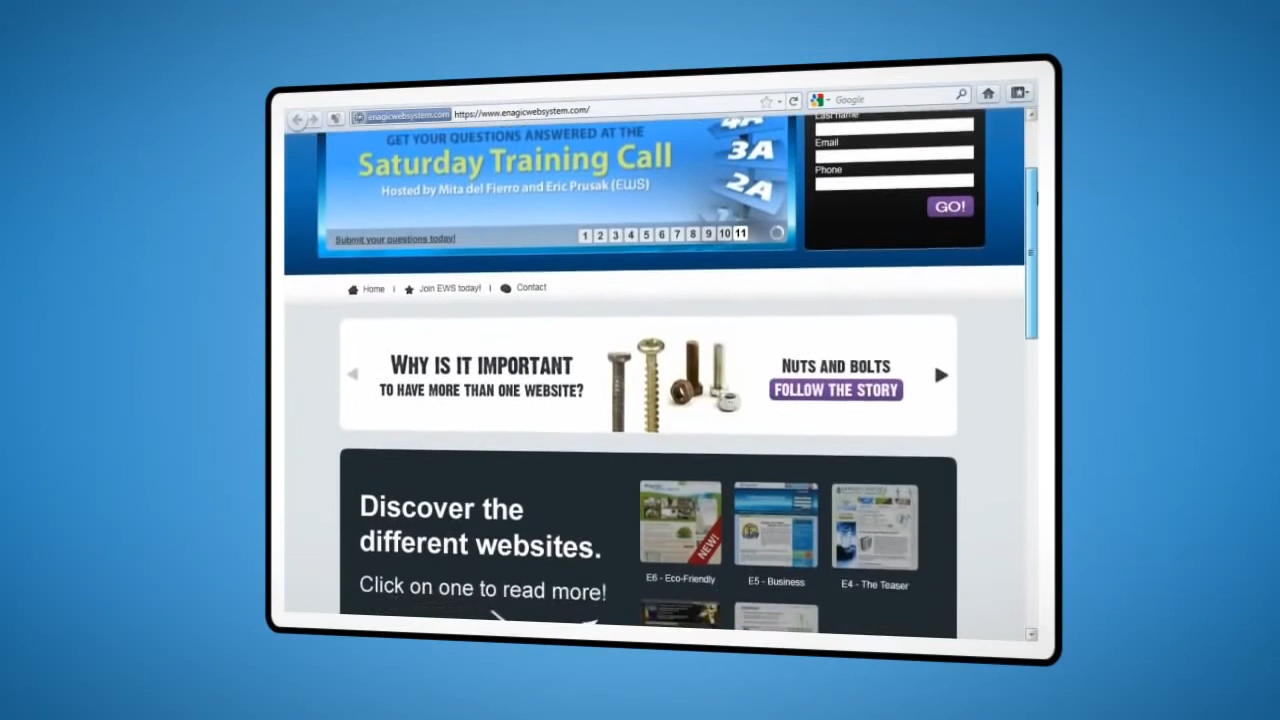 enagicwebsystem.com https://www.enagicwebsystem.com/
Google
GET YOUR QUESTIONS ANSWERED AT THE
Saturday Training Call
Hosted by Mita del Fierro and Eric Prusak (EWS)
Submit your questions today!
1 2 3 4 5 6 7 8 9 10 11
4A
3A
2A
Last name
Email
Phone
GO!
Home | Join EWS today! | Contact
WHY IS IT IMPORTANT
TO HAVE MORE THAN ONE WEBSITE?
NUTS AND BOLTS
FOLLOW THE STORY
Discover the
different websites.
Click on one to read more!
NEW!
E6 - Eco-Friendly
E5 - Business
E4 - The Teaser